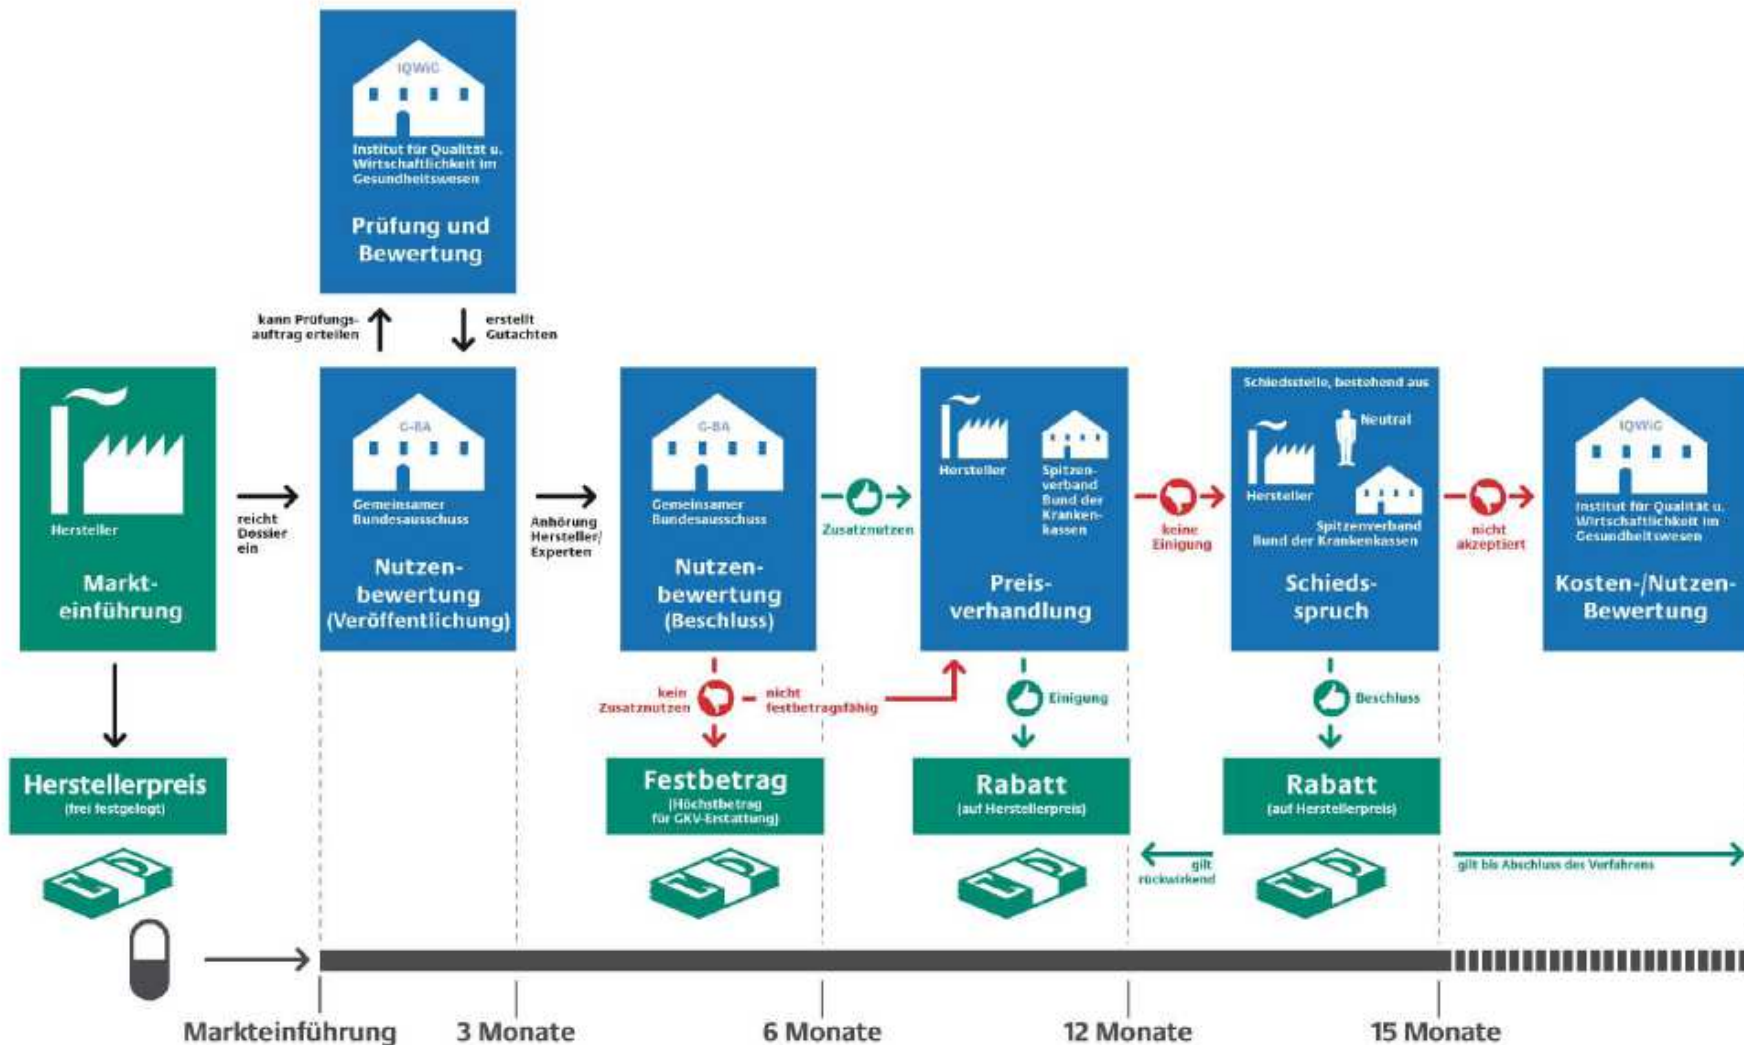 IQWiG
Institut für Qualität u.
Wirtschaftlichkeit im
Gesundheitswesen
Prüfung und
Bewertung
kann Prüfungs-
auftrag erteilen
erstellt
Gutachten
Hersteller
Markt-
einführung
reicht
Dossier
ein
G-BA
Gemeinsamer
Bundesausschuss
Nutzen-
bewertung
(Veröffentlichung)
Anhörung
Hersteller/
Experten
G-BA
Gemeinsamer
Bundesausschuss
Nutzen-
bewertung
(Beschluss)
Zusatznutzen
Hersteller
Spitzen-
verband
Bund der
Kranken-
kassen
Preis-
verhandlung
keine
Einigung
Schiedsstelle, bestehend aus
Neutral
Hersteller
Spitzenverband
Bund der Krankenkassen
Schieds-
spruch
nicht
akzeptiert
IQWiG
Institut für Qualität u.
Wirtschaftlichkeit im
Gesundheitswesen
Kosten-/Nutzen-
Bewertung
kein
Zusatznutzen
nicht
festbetragsfähig
Einigung
Beschluss
Herstellerpreis
(frei festgelegt)
Festbetrag
(Höchstbetrag
für GKV-Erstattung)
Rabatt
(auf Herstellerpreis)
Rabatt
(auf Herstellerpreis)
gilt
rückwirkend
gilt bis Abschluss des Verfahrens
Markteinführung
3 Monate
6 Monate
12 Monate
15 Monate